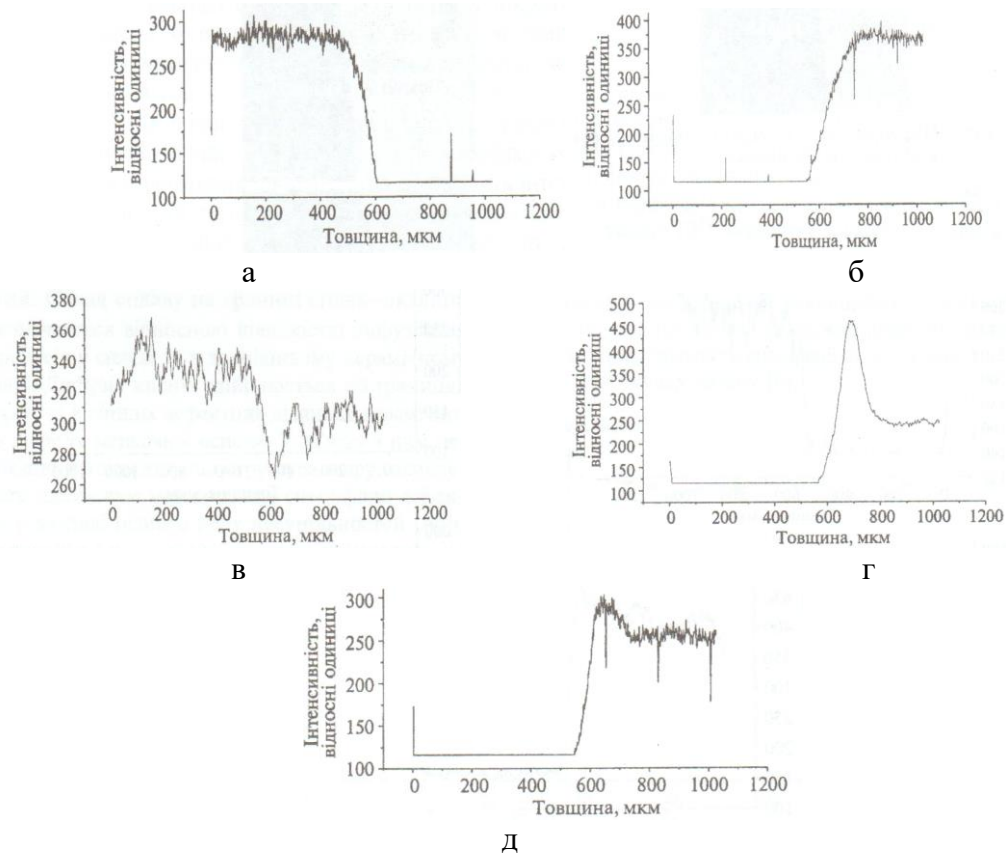 Інтенсивність,
відносні одиниці
300
250
200
150
100
0 200 400 600 800 1000 1200
Товщина, мкм
а
Інтенсивність,
відносні одиниці
400
350
300
250
200
150
100
0 200 400 600 800 1000 1200
Товщина, мкм
б
Інтенсивність,
відносні одиниці
380
360
340
320
300
280
260
0 200 400 600 800 1000 1200
Товщина, мкм
в
Інтенсивність,
відносні одиниці
500
450
400
350
300
250
200
150
100
0 200 400 600 800 1000 1200
Товщина, мкм
г
Інтенсивність,
відносні одиниці
300
250
200
150
100
0 200 400 600 800 1000 1200
Товщина, мкм
д